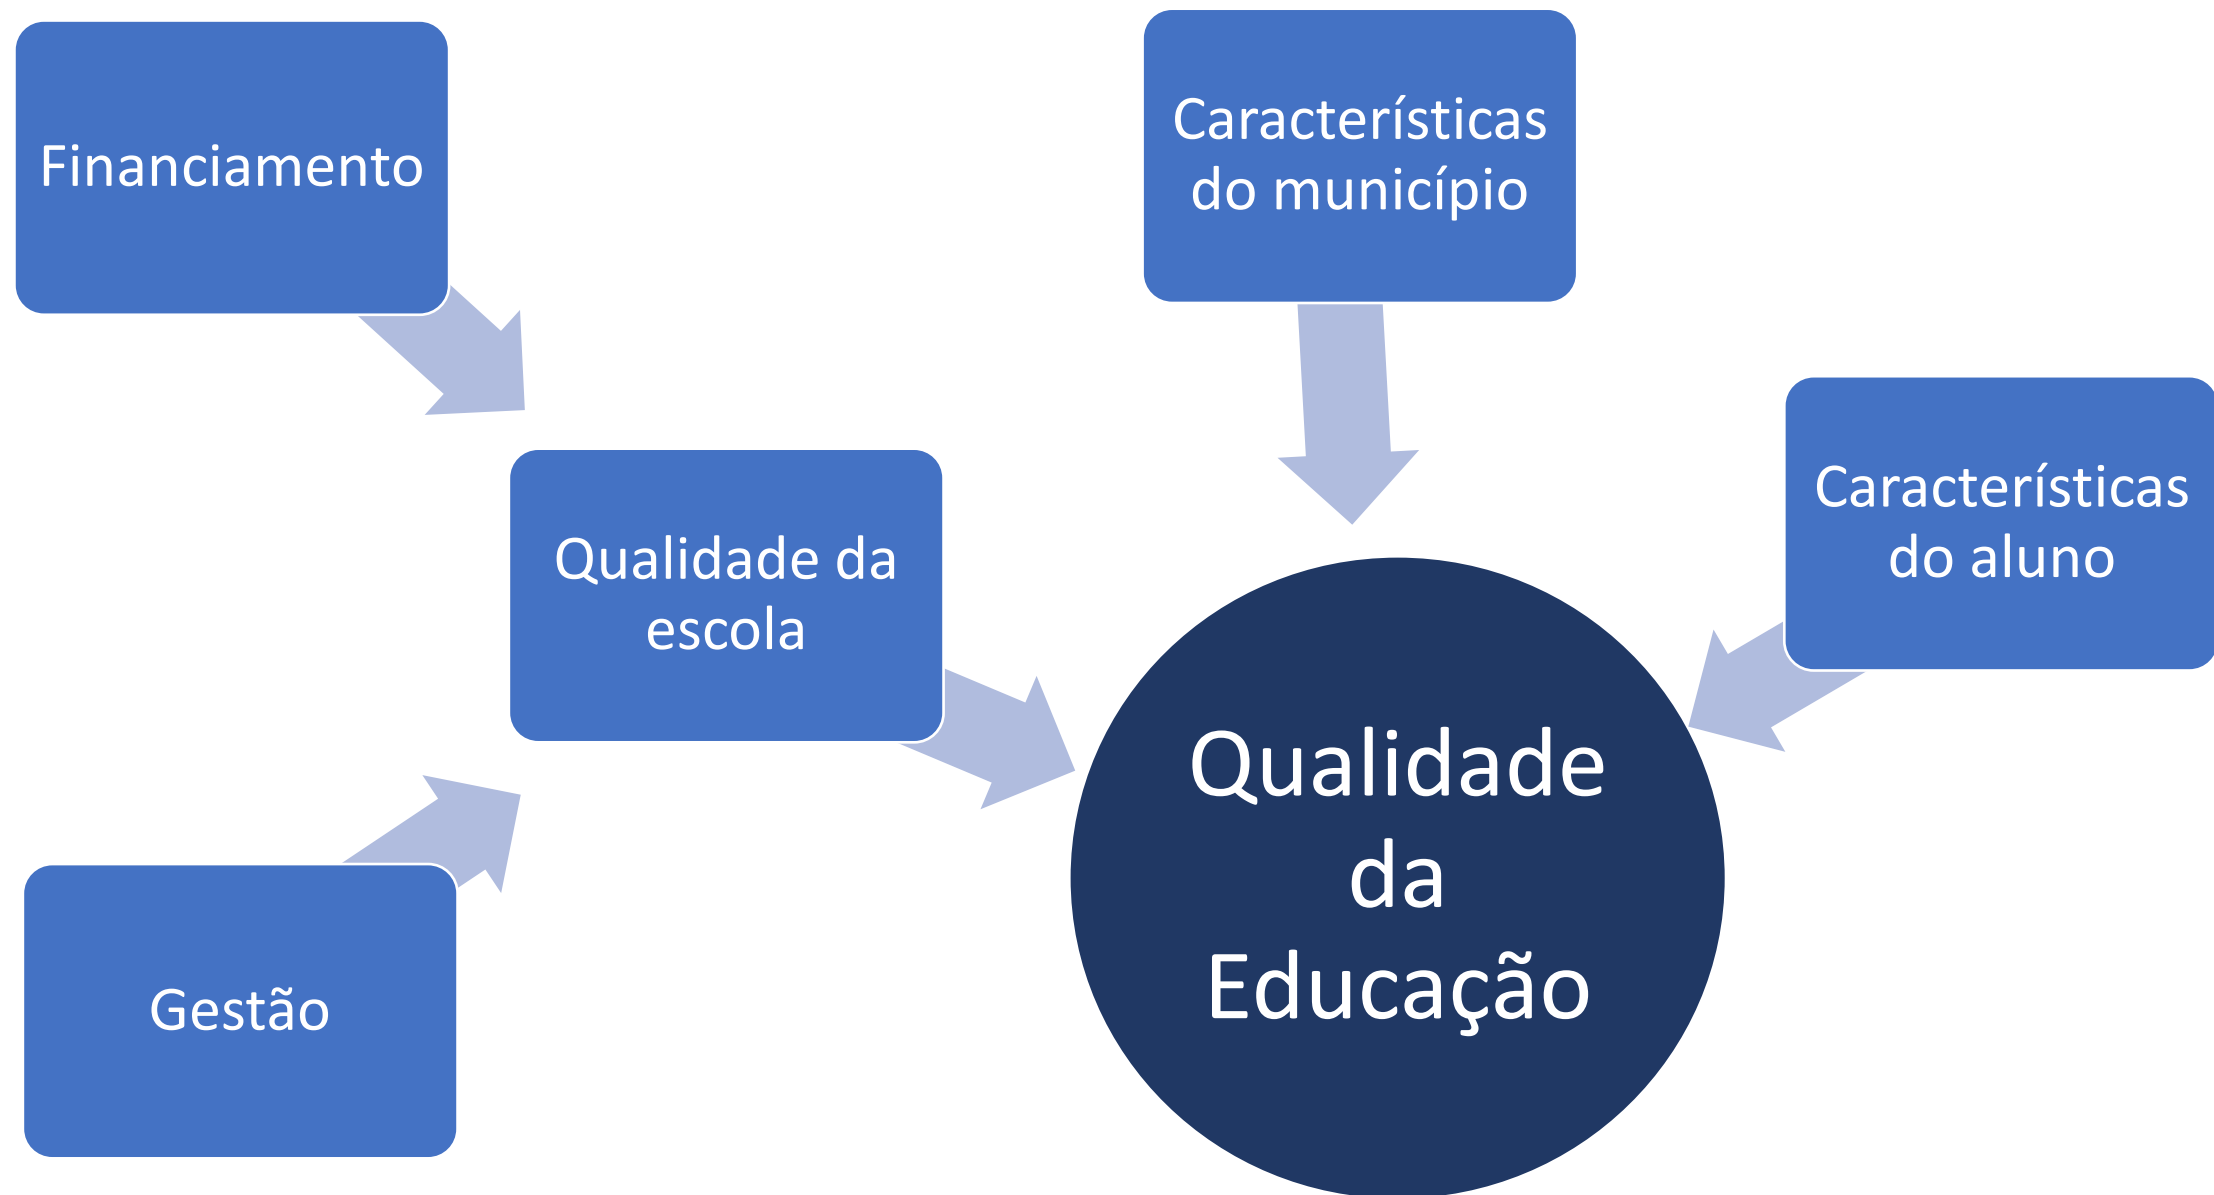 Financiamento
Características
do município
Características
do aluno
Qualidade da
escola
Qualidade
da
Educação
Gestão